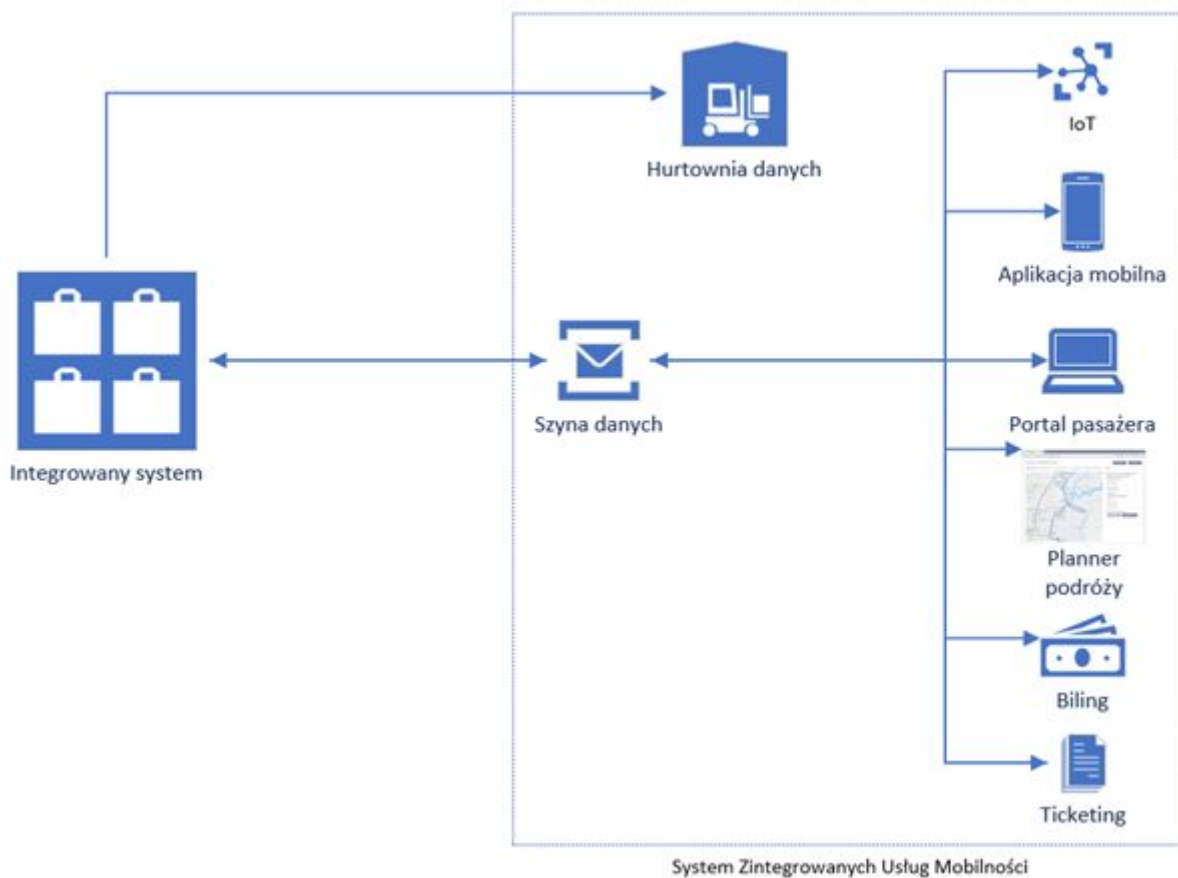 Hurtownia danych
IoT
Aplikacja mobilna
Integrowany system
Szyna danych
Portal pasażera
Planner
podróży
Biling
Ticketing
System Zintegrowanych Usług Mobilności